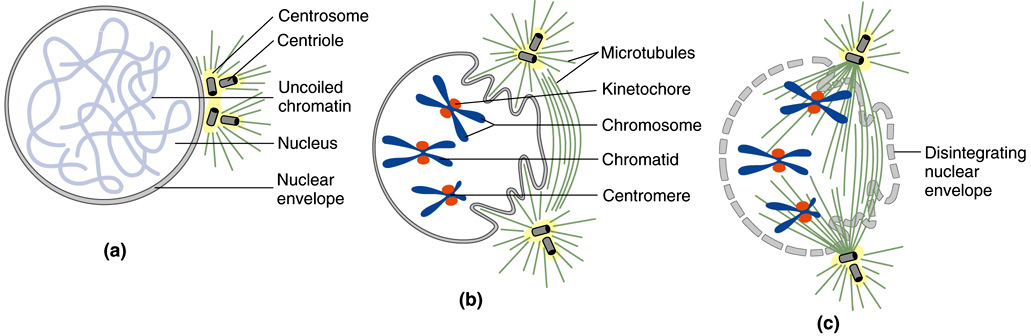 Centrosome
Centriole
Uncoiled
chromatin
Nucleus
Nuclear
envelope
(a)
Microtubules
Kinetochore
Chromosome
Chromatid
Centromere
(b)
Disintegrating
nuclear
envelope
(c)